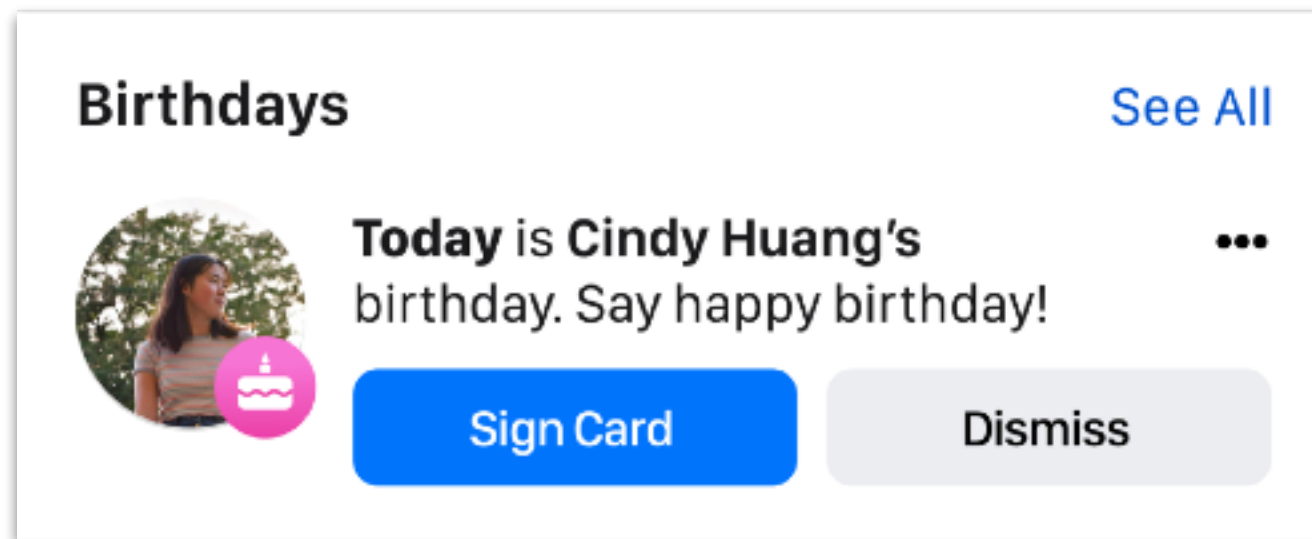 Birthdays
See All
Today is Cindy Huang’s
birthday. Say happy birthday!
Sign Card
Dismiss